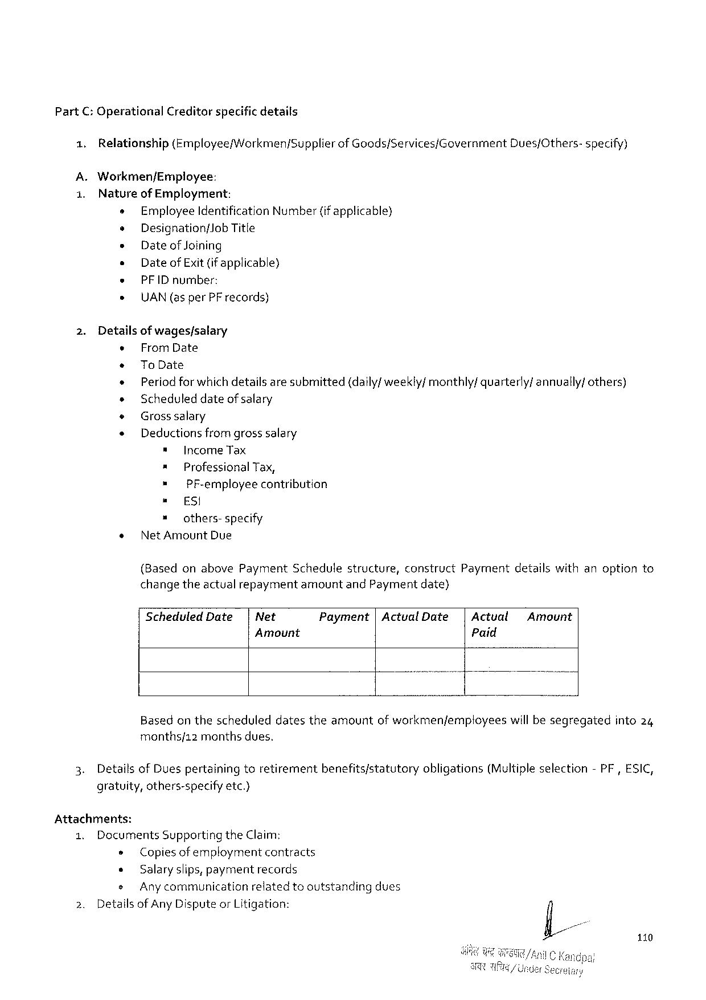 Part C: Operational Creditor specific details
1. Relationship (Employee/Workmen/Supplier of Goods/Services/Government Dues/Others- specify)
A. Workmen/Employee:
1. Nature of Employment:
• Employee Identification Number (if applicable)
• Designation/Job Title
• Date of Joining
• Date of Exit (if applicable)
• PF ID number:
• UAN (as per PF records)
2. Details of wages/salary
• From Date
• To Date
• Period for which details are submitted (daily/ weekly/ monthly/ quarterly/ annually/ others)
• Scheduled date of salary
• Gross salary
• Deductions from gross salary
▪ Income Tax
▪ Professional Tax,
▪ PF-employee contribution
▪ ESI
▪ others- specify
• Net Amount Due
(Based on above Payment Schedule structure, construct Payment details with an option to
change the actual repayment amount and Payment date)
Scheduled Date Net Payment Actual Date Actual Amount
Amount Paid
Based on the scheduled dates the amount of workmen/employees will be segregated into 24
months/12 months dues.
3. Details of Dues pertaining to retirement benefits/statutory obligations (Multiple selection - PF , ESIC,
gratuity, others-specify etc.)
Attachments:
1. Documents Supporting the Claim:
• Copies of employment contracts
• Salary slips, payment records
• Any communication related to outstanding dues
2. Details of Any Dispute or Litigation:
110
अनिल चन्द्र काण्डपाल/Anil C Kandpal
अवर सचिव/Under Secretary